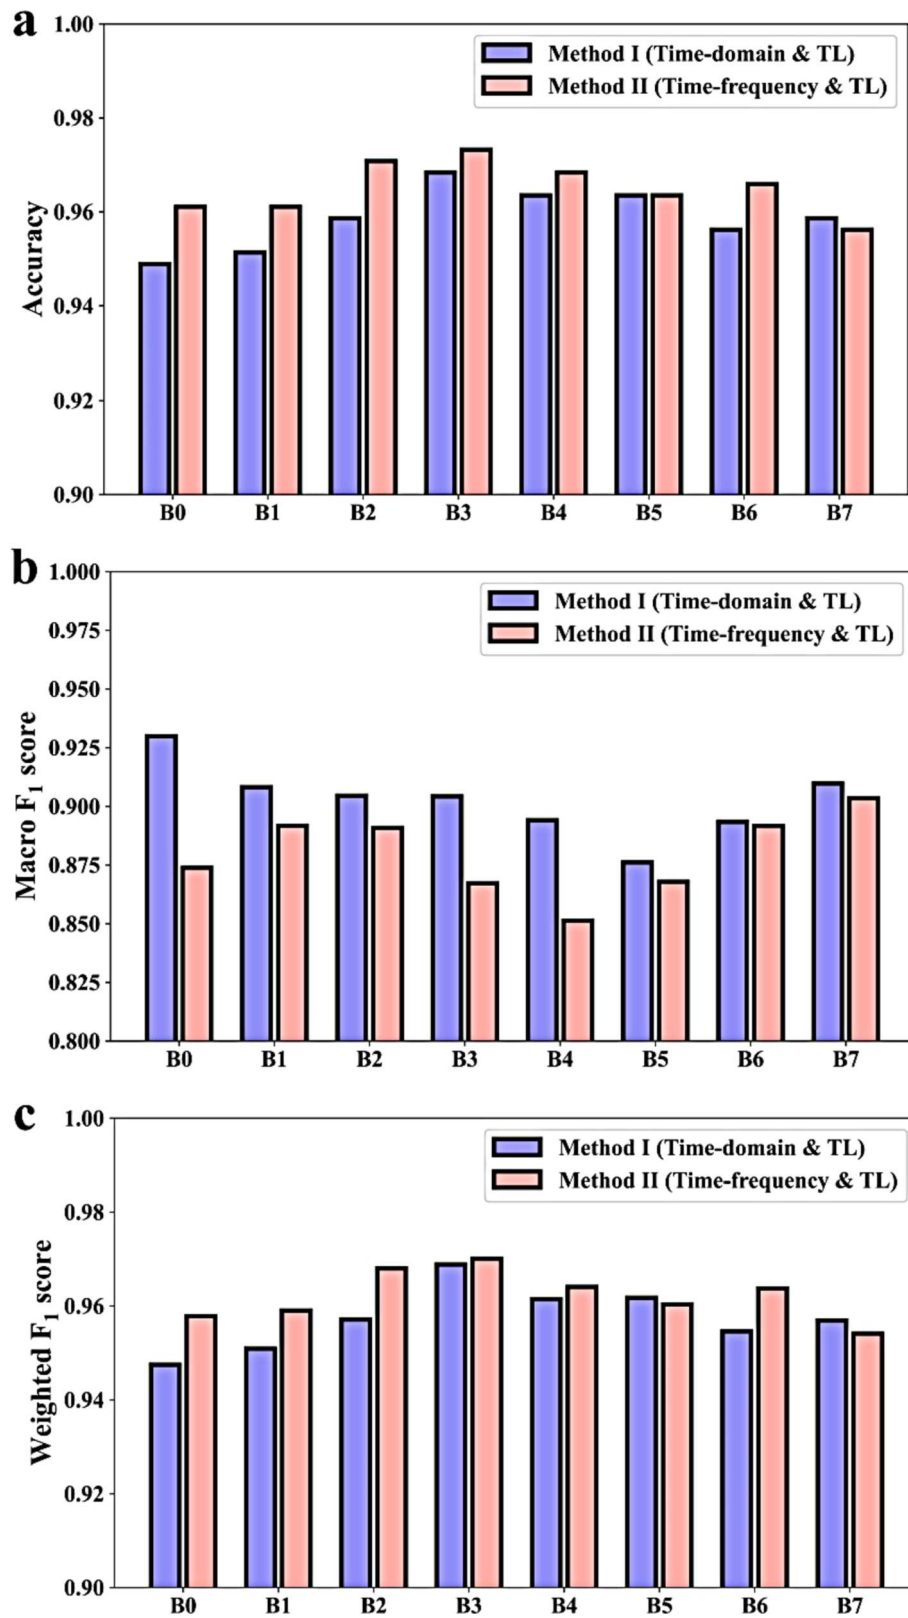 a
1.00
Method I (Time-domain & TL)
Method II (Time-frequency & TL)
0.98
0.96
0.94
0.92
0.90
Accuracy
B0 B1 B2 B3 B4 B5 B6 B7
b
1.000
Method I (Time-domain & TL)
Method II (Time-frequency & TL)
0.975
0.950
0.925
0.900
0.875
0.850
0.825
0.800
Macro F₁ score
B0 B1 B2 B3 B4 B5 B6 B7
c
1.00
Method I (Time-domain & TL)
Method II (Time-frequency & TL)
0.98
0.96
0.94
0.92
0.90
Weighted F₁ score
B0 B1 B2 B3 B4 B5 B6 B7